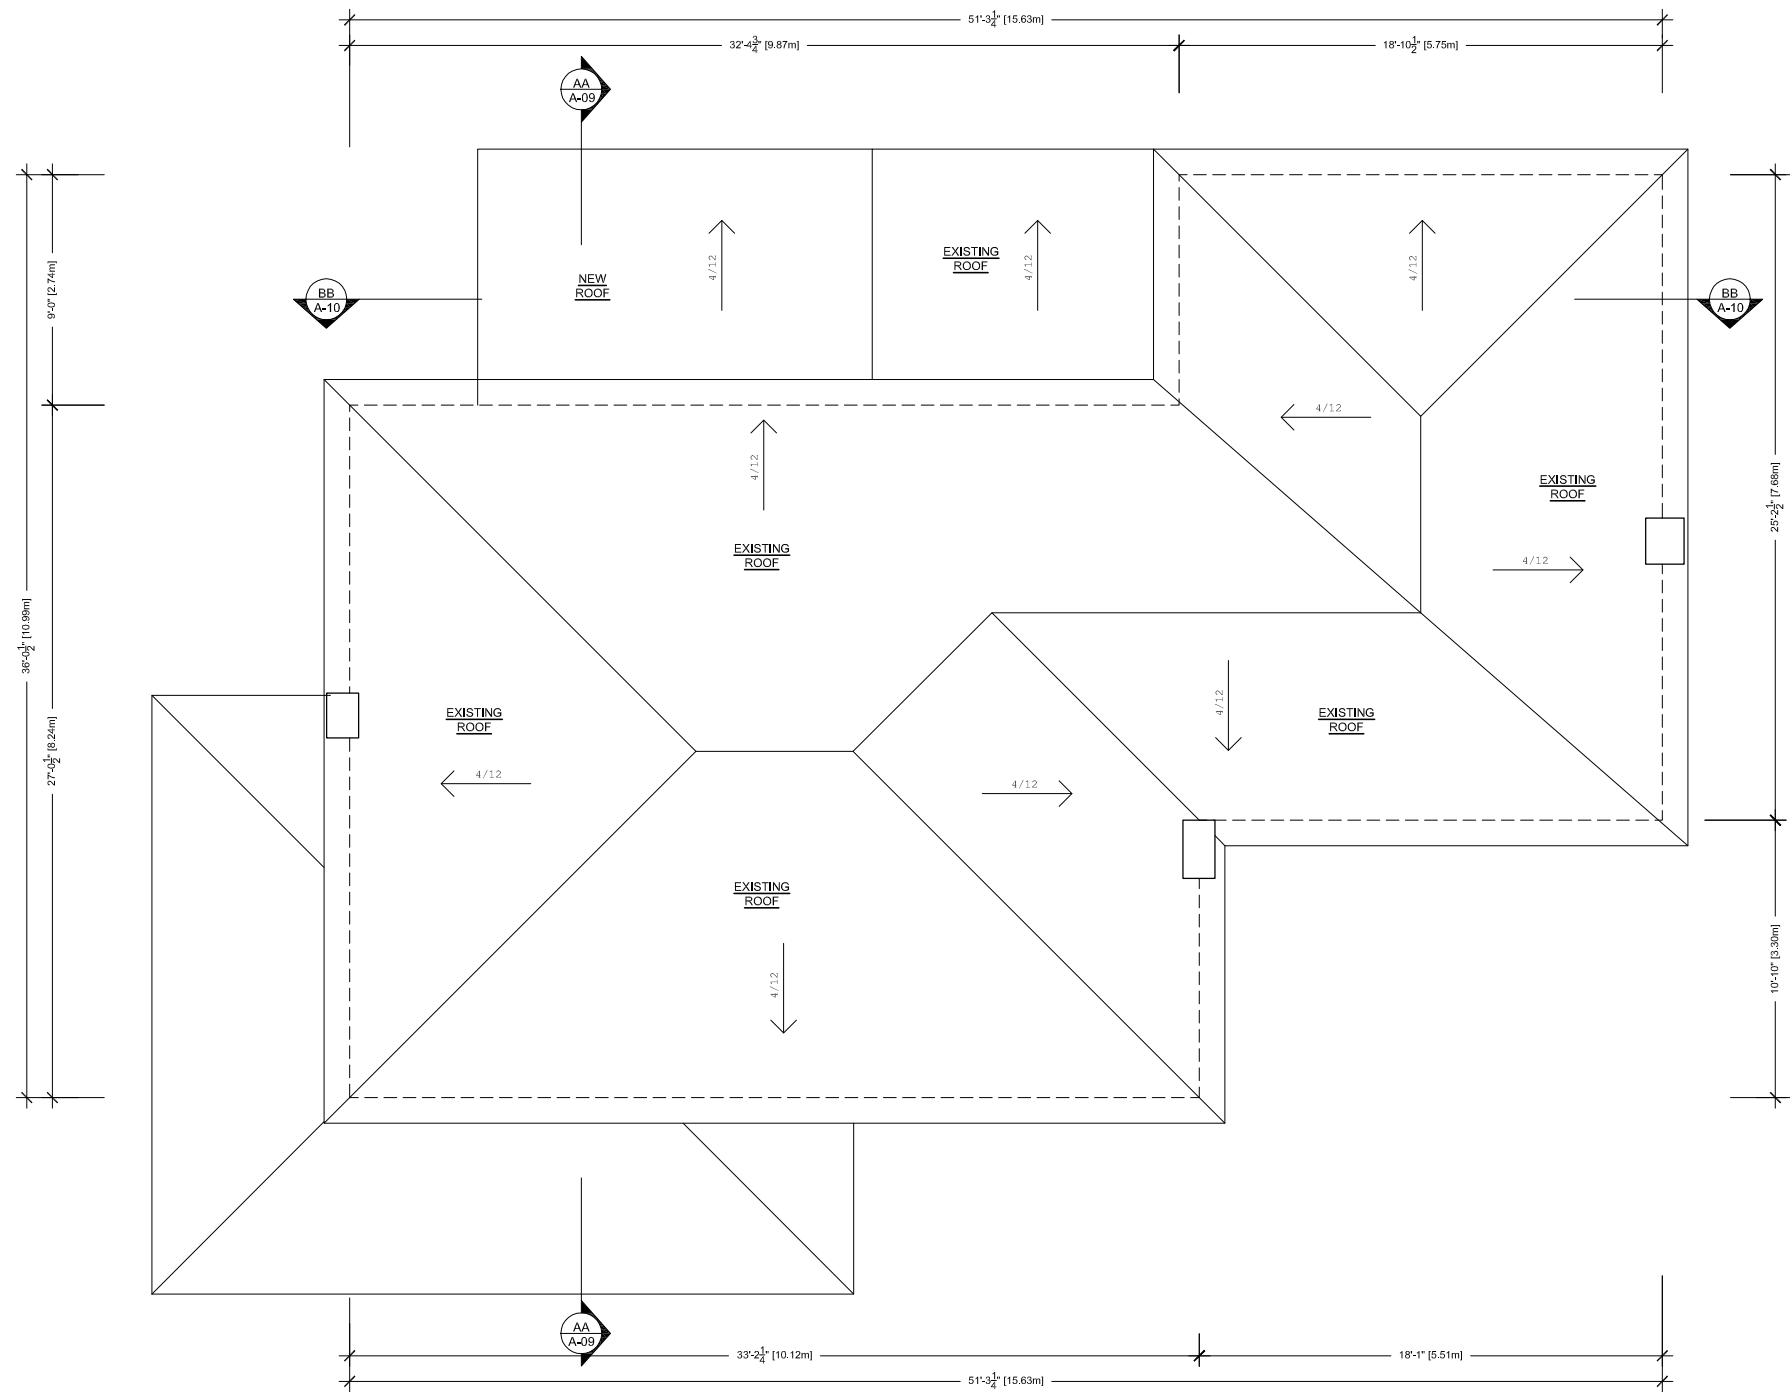 51'-3 1/4" [15.63m]
32'-4 3/4" [9.87m]
18'-10 1/2" [5.75m]
AA
A-09
9'-0" [2.74m]
36'-0 1/2" [10.99m]
27'-0 1/2" [8.24m]
BB
A-10
NEW
ROOF
4/12
EXISTING
ROOF
4/12
4/12
BB
A-10
4/12
4/12
EXISTING
ROOF
EXISTING
ROOF
4/12
25'-2 1/2" [7.68m]
EXISTING
ROOF
4/12
4/12
4/12
EXISTING
ROOF
EXISTING
ROOF
4/12
10'-10" [3.30m]
AA
A-09
33'-2 1/4" [10.12m]
18'-1" [5.51m]
51'-3 1/4" [15.63m]